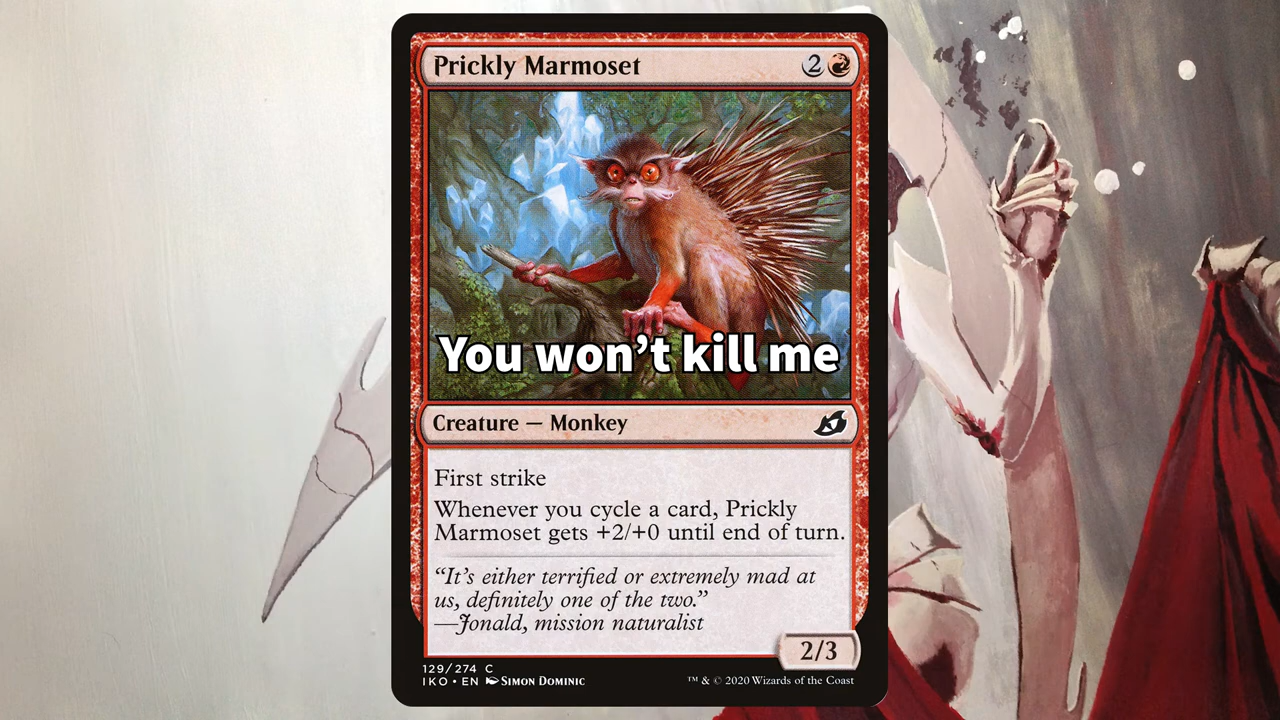 Prickly Marmoset 2
You won't kill me
Creature — Monkey
First strike
Whenever you cycle a card, Prickly
Marmoset gets +2/+0 until end of turn.
“It's either terrified or extremely mad at
us, definitely one of the two.”
—Jonald, mission naturalist
2/3
129/274 C
IKO • EN Simon Dominic
™ & © 2020 Wizards of the Coast